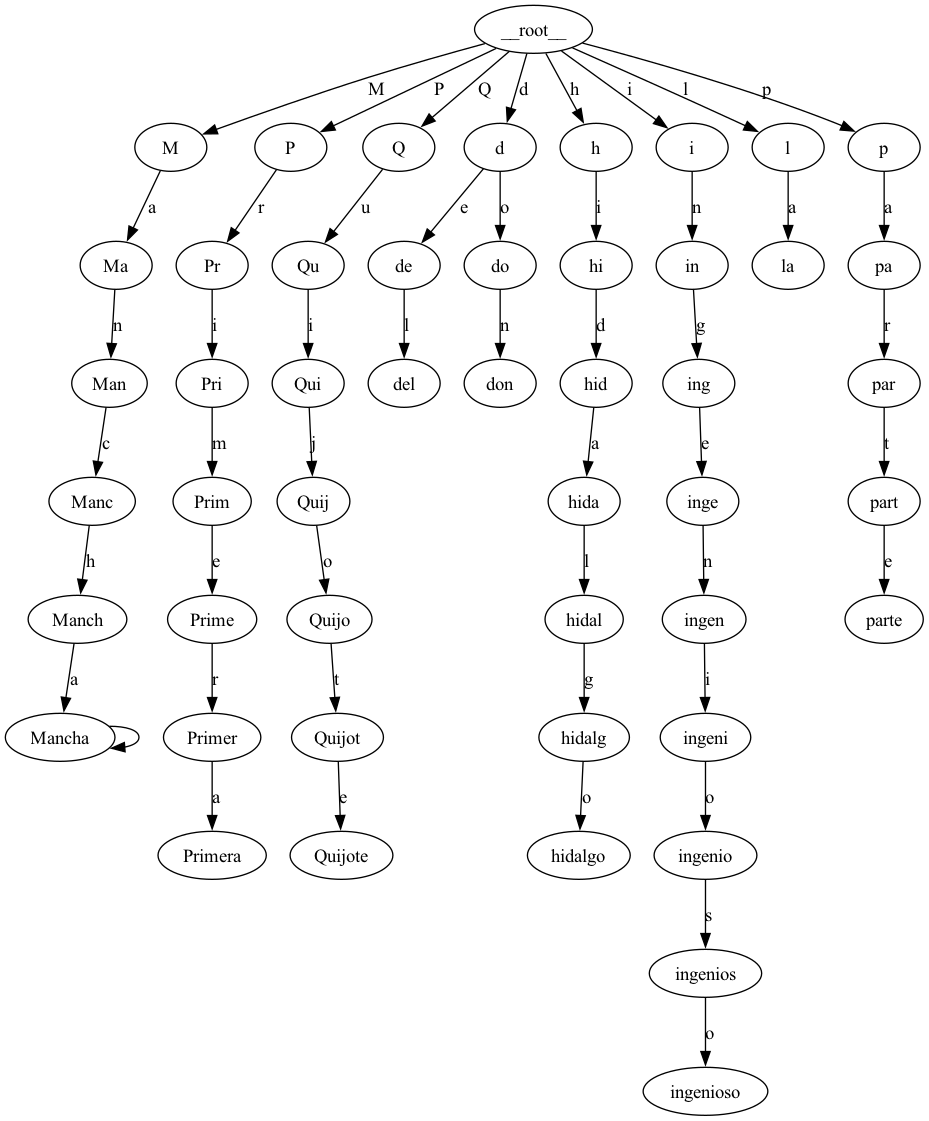 __root__
M P Q d h i l p
M P Q d h i l p
a r u e o i n a a
Ma Pr Qu de do hi in la pa
n i i l n d g r
Man Pri Qui del don hid ing par
c m j a e t
Manc Prim Quij hida inge part
h e o l n e
Manch Prime Quijo hidal ingen parte
a r t g i
Mancha Primer Quijot hidalg ingeni
a e o o
Primera Quijote hidalgo ingenio
s
ingenios
o
ingenioso